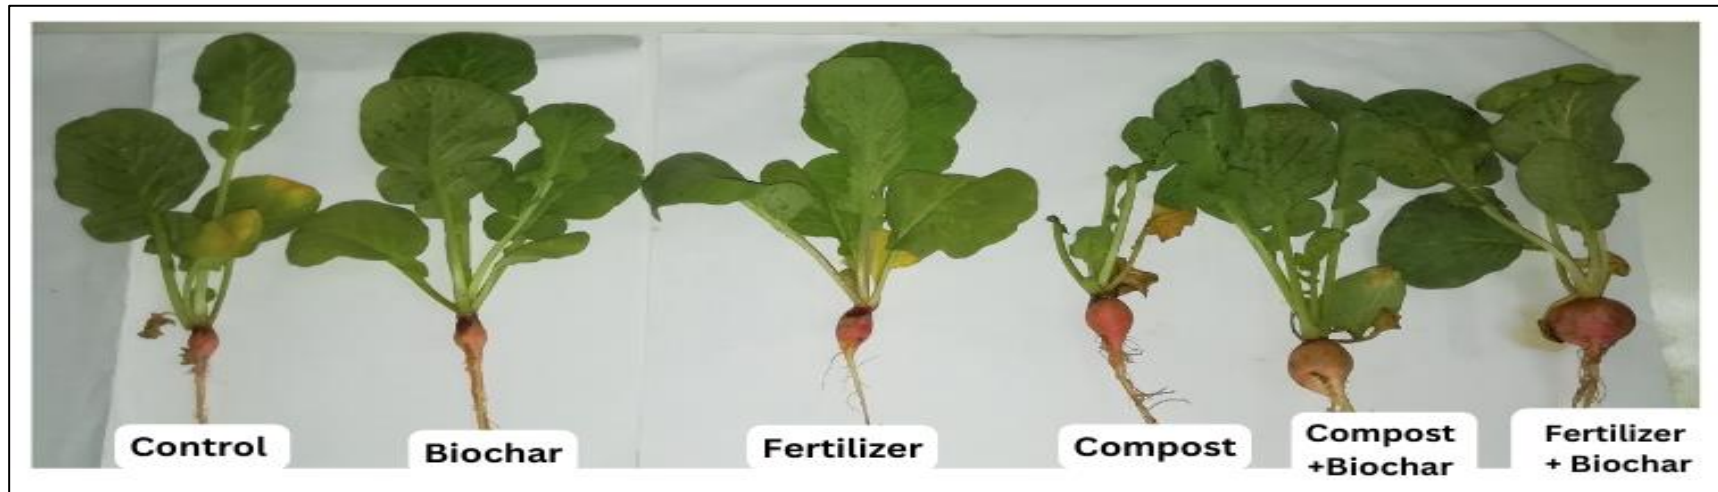 Control
Biochar
Fertilizer
Compost
Compost
+Biochar
Fertilizer
+ Biochar